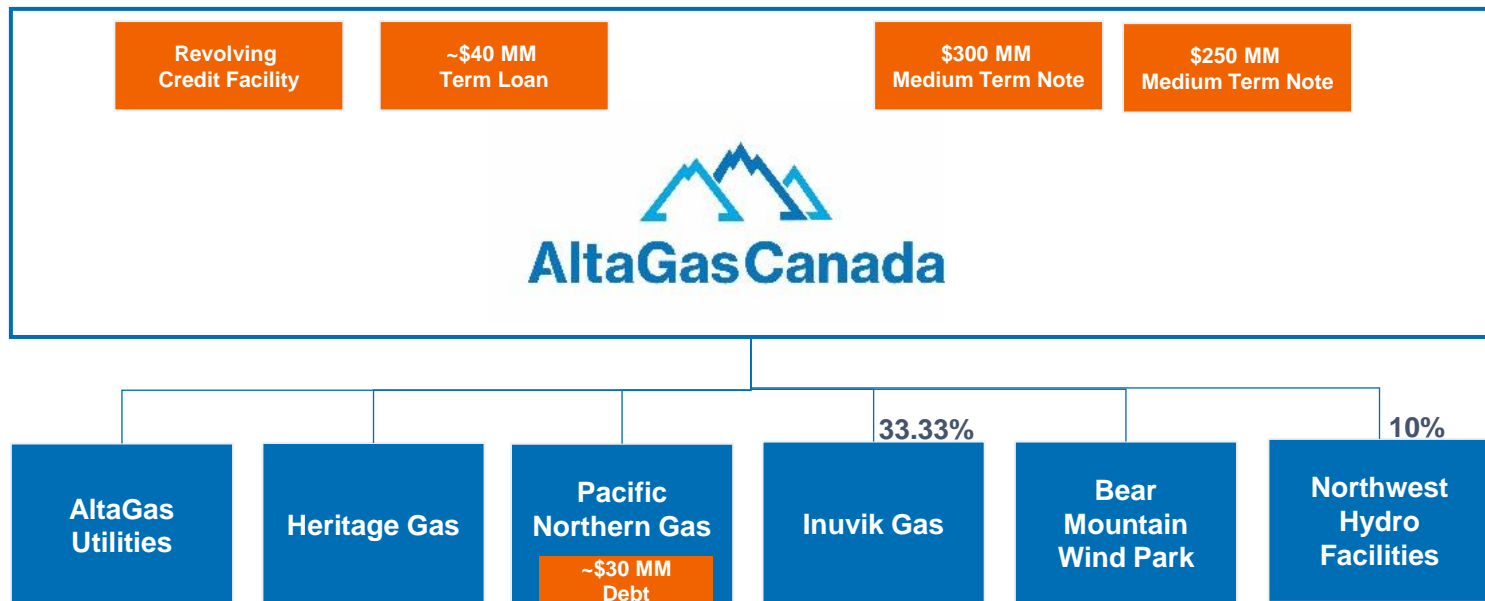 Revolving
Credit Facility
~$40 MM
Term Loan
$300 MM
Medium Term Note
$250 MM
Medium Term Note
AltaGasCanada
33.33%
10%
AltaGas
Utilities
Heritage Gas
Pacific
Northern Gas
~$30 MM
Debt
Inuvik Gas
Bear
Mountain
Wind Park
Northwest
Hydro
Facilities